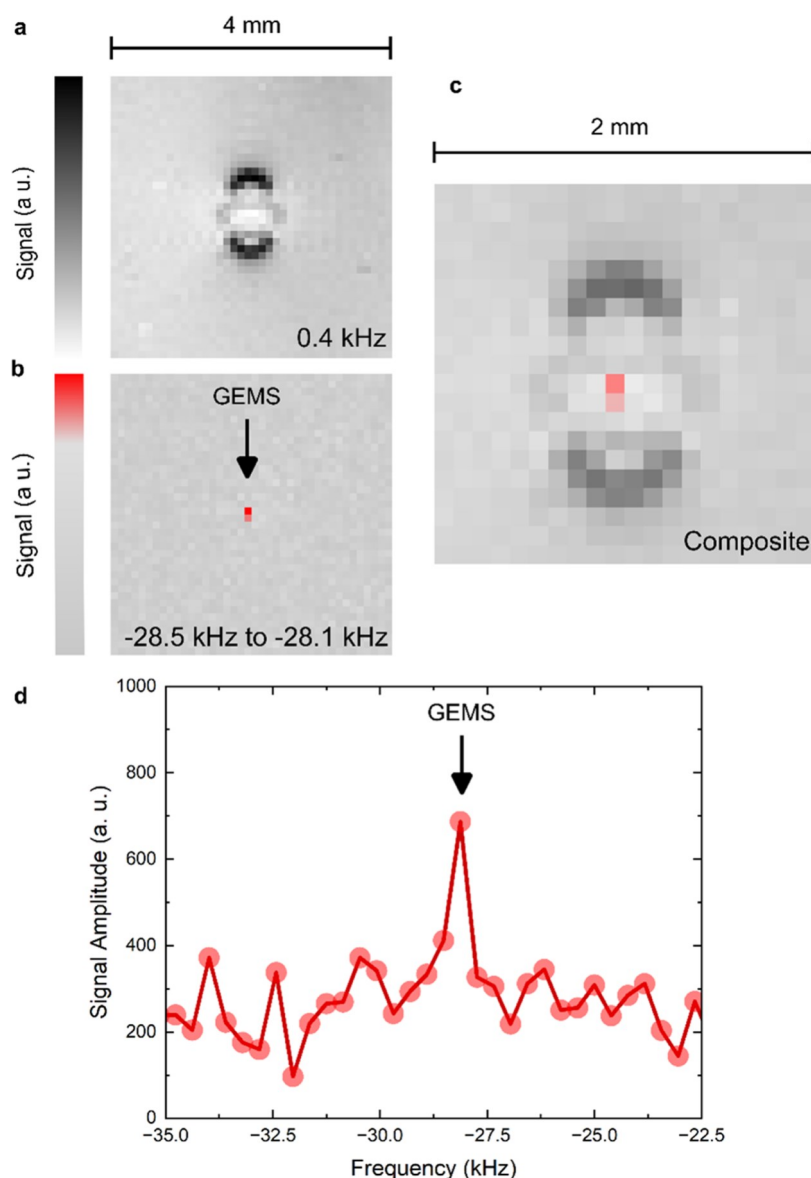 a
4 mm
Signal (a u.)
0.4 kHz
b
GEMS
Signal (a u.)
-28.5 kHz to -28.1 kHz
c
2 mm
Composite
d
GEMS
1000
800
600
400
200
0
Signal Amplitude (a. u.)
−35.0 −32.5 −30.0 −27.5 −25.0 −22.5
Frequency (kHz)